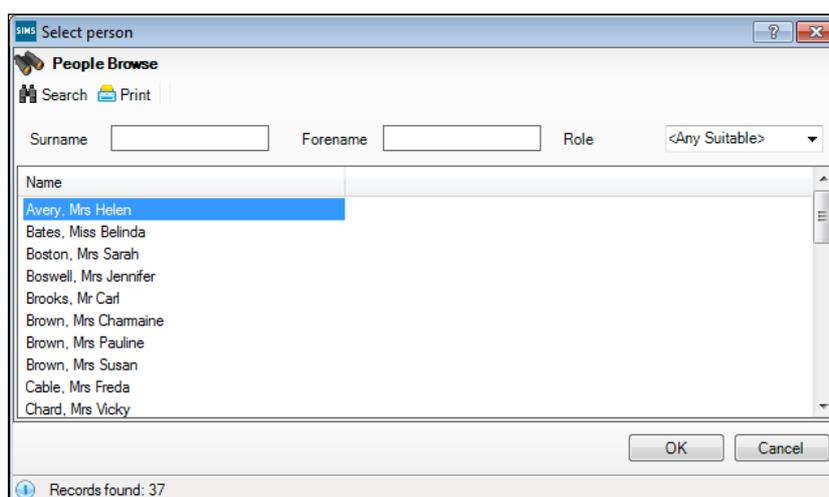 SIMS Select person
People Browse
Search Print
Surname Forename Role <Any Suitable>
Name
Avery, Mrs Helen
Bates, Miss Belinda
Boston, Mrs Sarah
Boswell, Mrs Jennifer
Brooks, Mr Carl
Brown, Mrs Charmaine
Brown, Mrs Pauline
Brown, Mrs Susan
Cable, Mrs Freda
Chard, Mrs Vicky
OK Cancel
Records found: 37